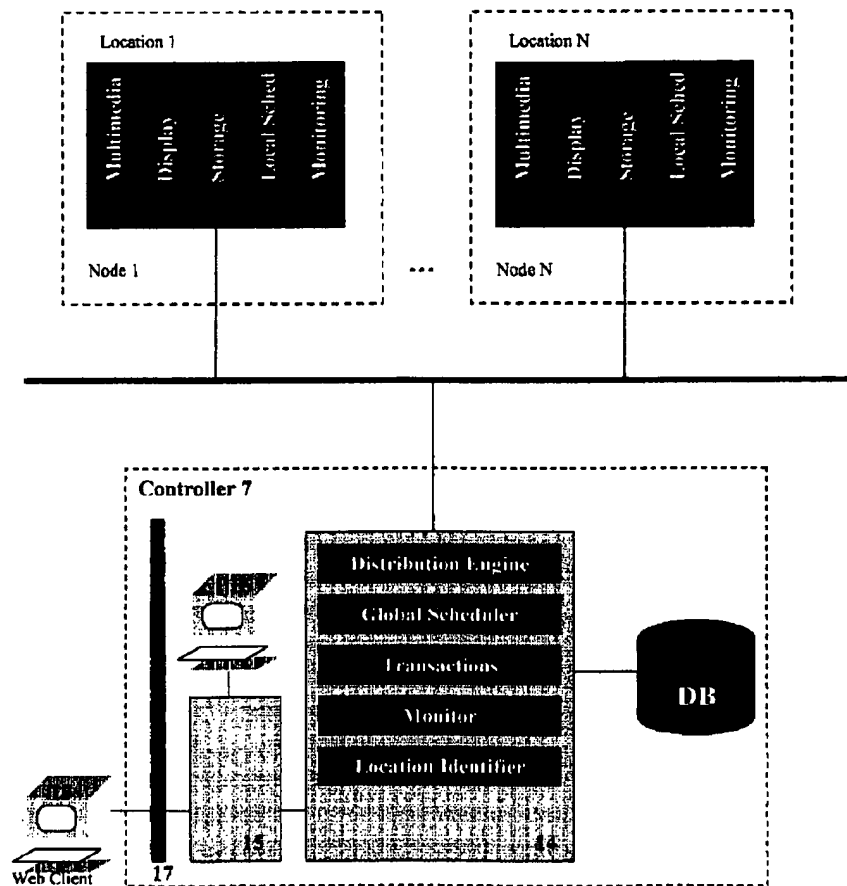 Location 1
Multimedia
Display
Storage
Local Sched
Monitoring
Node 1
...
Location N
Multimedia
Display
Storage
Local Sched
Monitoring
Node N
Controller 7
Distribution Engine
Global Scheduler
Transactions
Monitor
Location Identifier
DB
15
14
17
Web Client